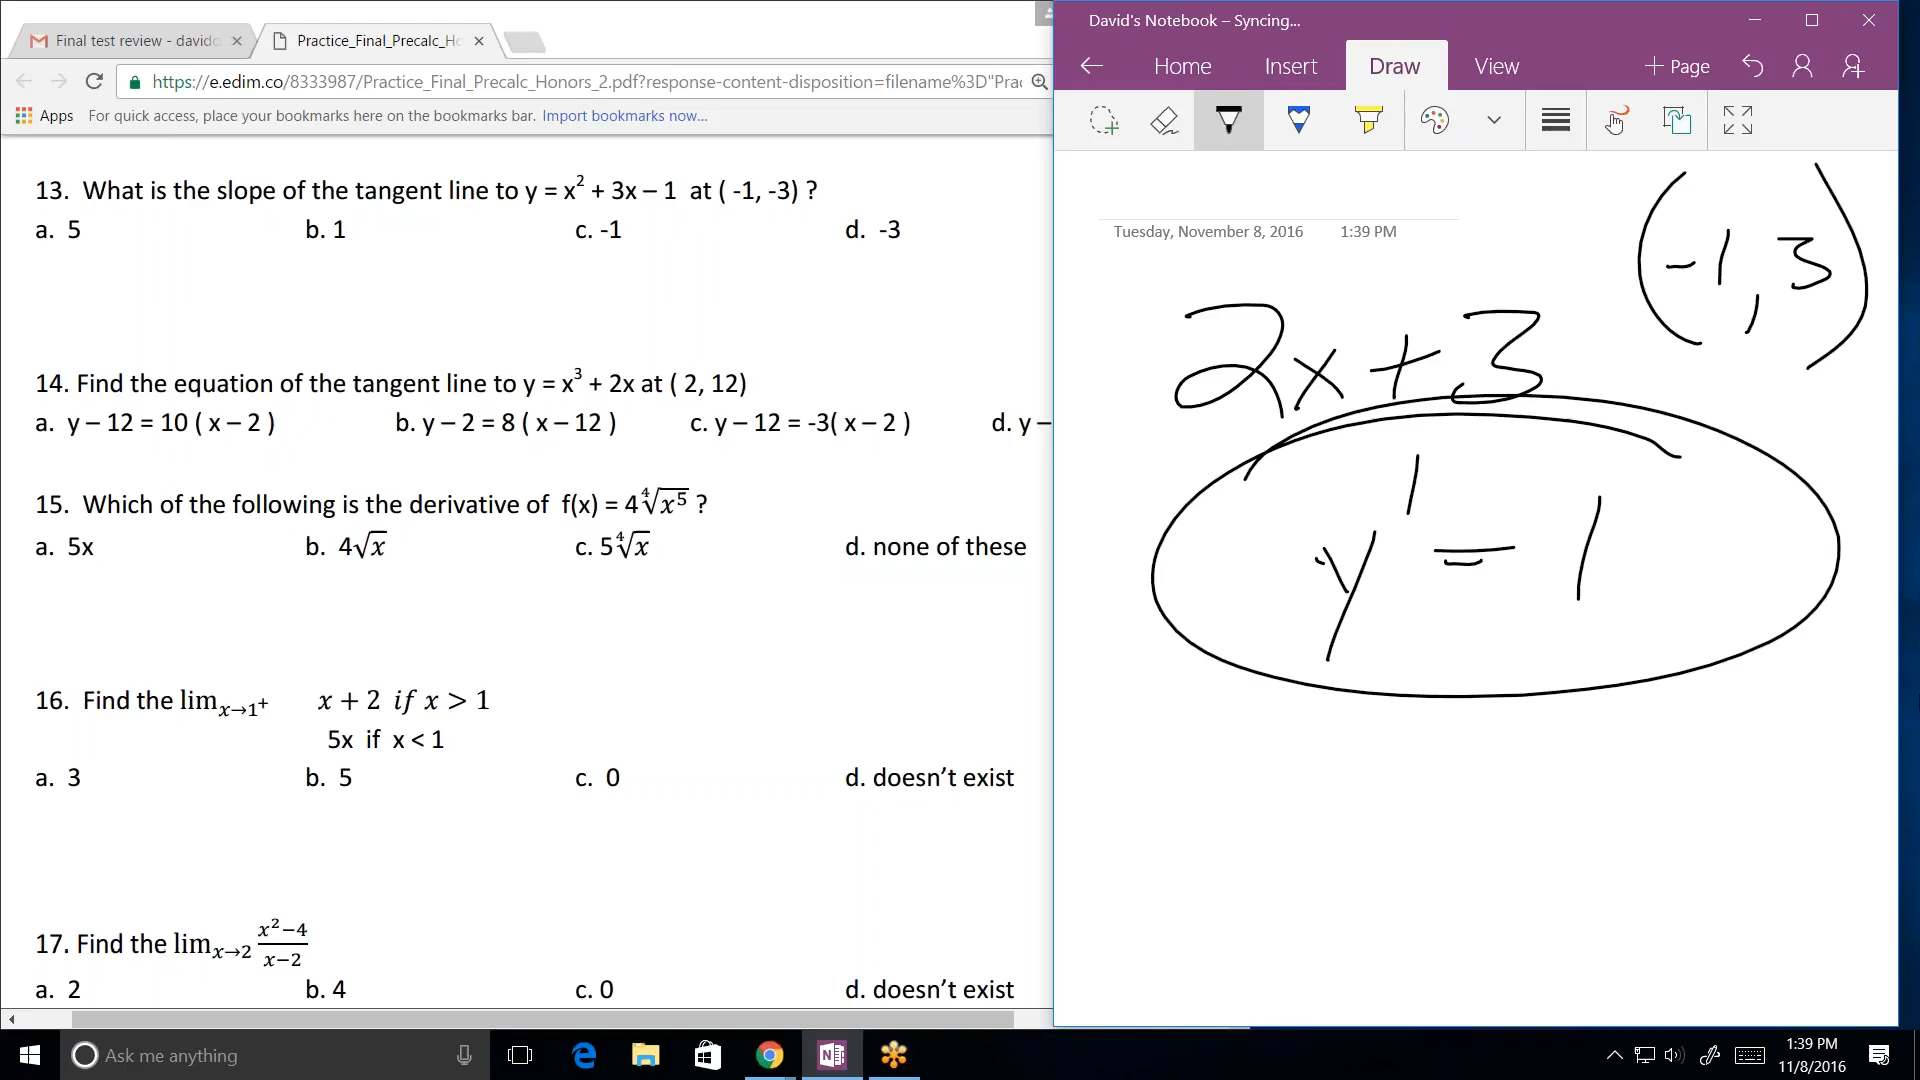 Final test review - davidc
Practice_Final_Precalc_Ho
https://e.edim.co/8333987/Practice_Final_Precalc_Honors_2.pdf?response-content-disposition=filename%3D"Prac
Apps For quick access, place your bookmarks here on the bookmarks bar. Import bookmarks now...
13. What is the slope of the tangent line to y = x² + 3x – 1 at ( -1, -3) ?
a. 5 b. 1 c. -1 d. -3
14. Find the equation of the tangent line to y = x³ + 2x at ( 2, 12)
a. y – 12 = 10 ( x – 2 ) b. y – 2 = 8 ( x – 12 ) c. y – 12 = -3( x – 2 ) d. y –
15. Which of the following is the derivative of f(x) = 4∜x⁵ ?
a. 5x b. 4√x c. 5∜x d. none of these
16. Find the lim x→1⁺ x + 2 if x > 1
5x if x < 1
a. 3 b. 5 c. 0 d. doesn’t exist
17. Find the lim x→2 x²−4
x−2
a. 2 b. 4 c. 0 d. doesn’t exist
David's Notebook – Syncing...
Home Insert Draw View + Page
Tuesday, November 8, 2016 1:39 PM
(-1, 3)
2x+3
y' = 1
Ask me anything
1:39 PM
11/8/2016